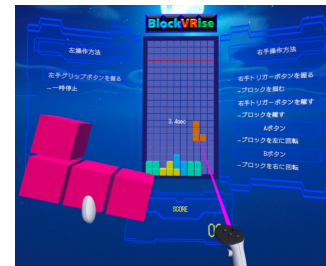 BlockVRise
左操作方法
左手グリップボタンを握る
→一時停止
3.4sec
右手操作方法
右手トリガーボタンを握る
→ブロックを掴む
右手トリガーボタンを離す
→ブロックを離す
Aボタン
→ブロックを左に回転
Bボタン
→ブロックを右に回転
SCORE